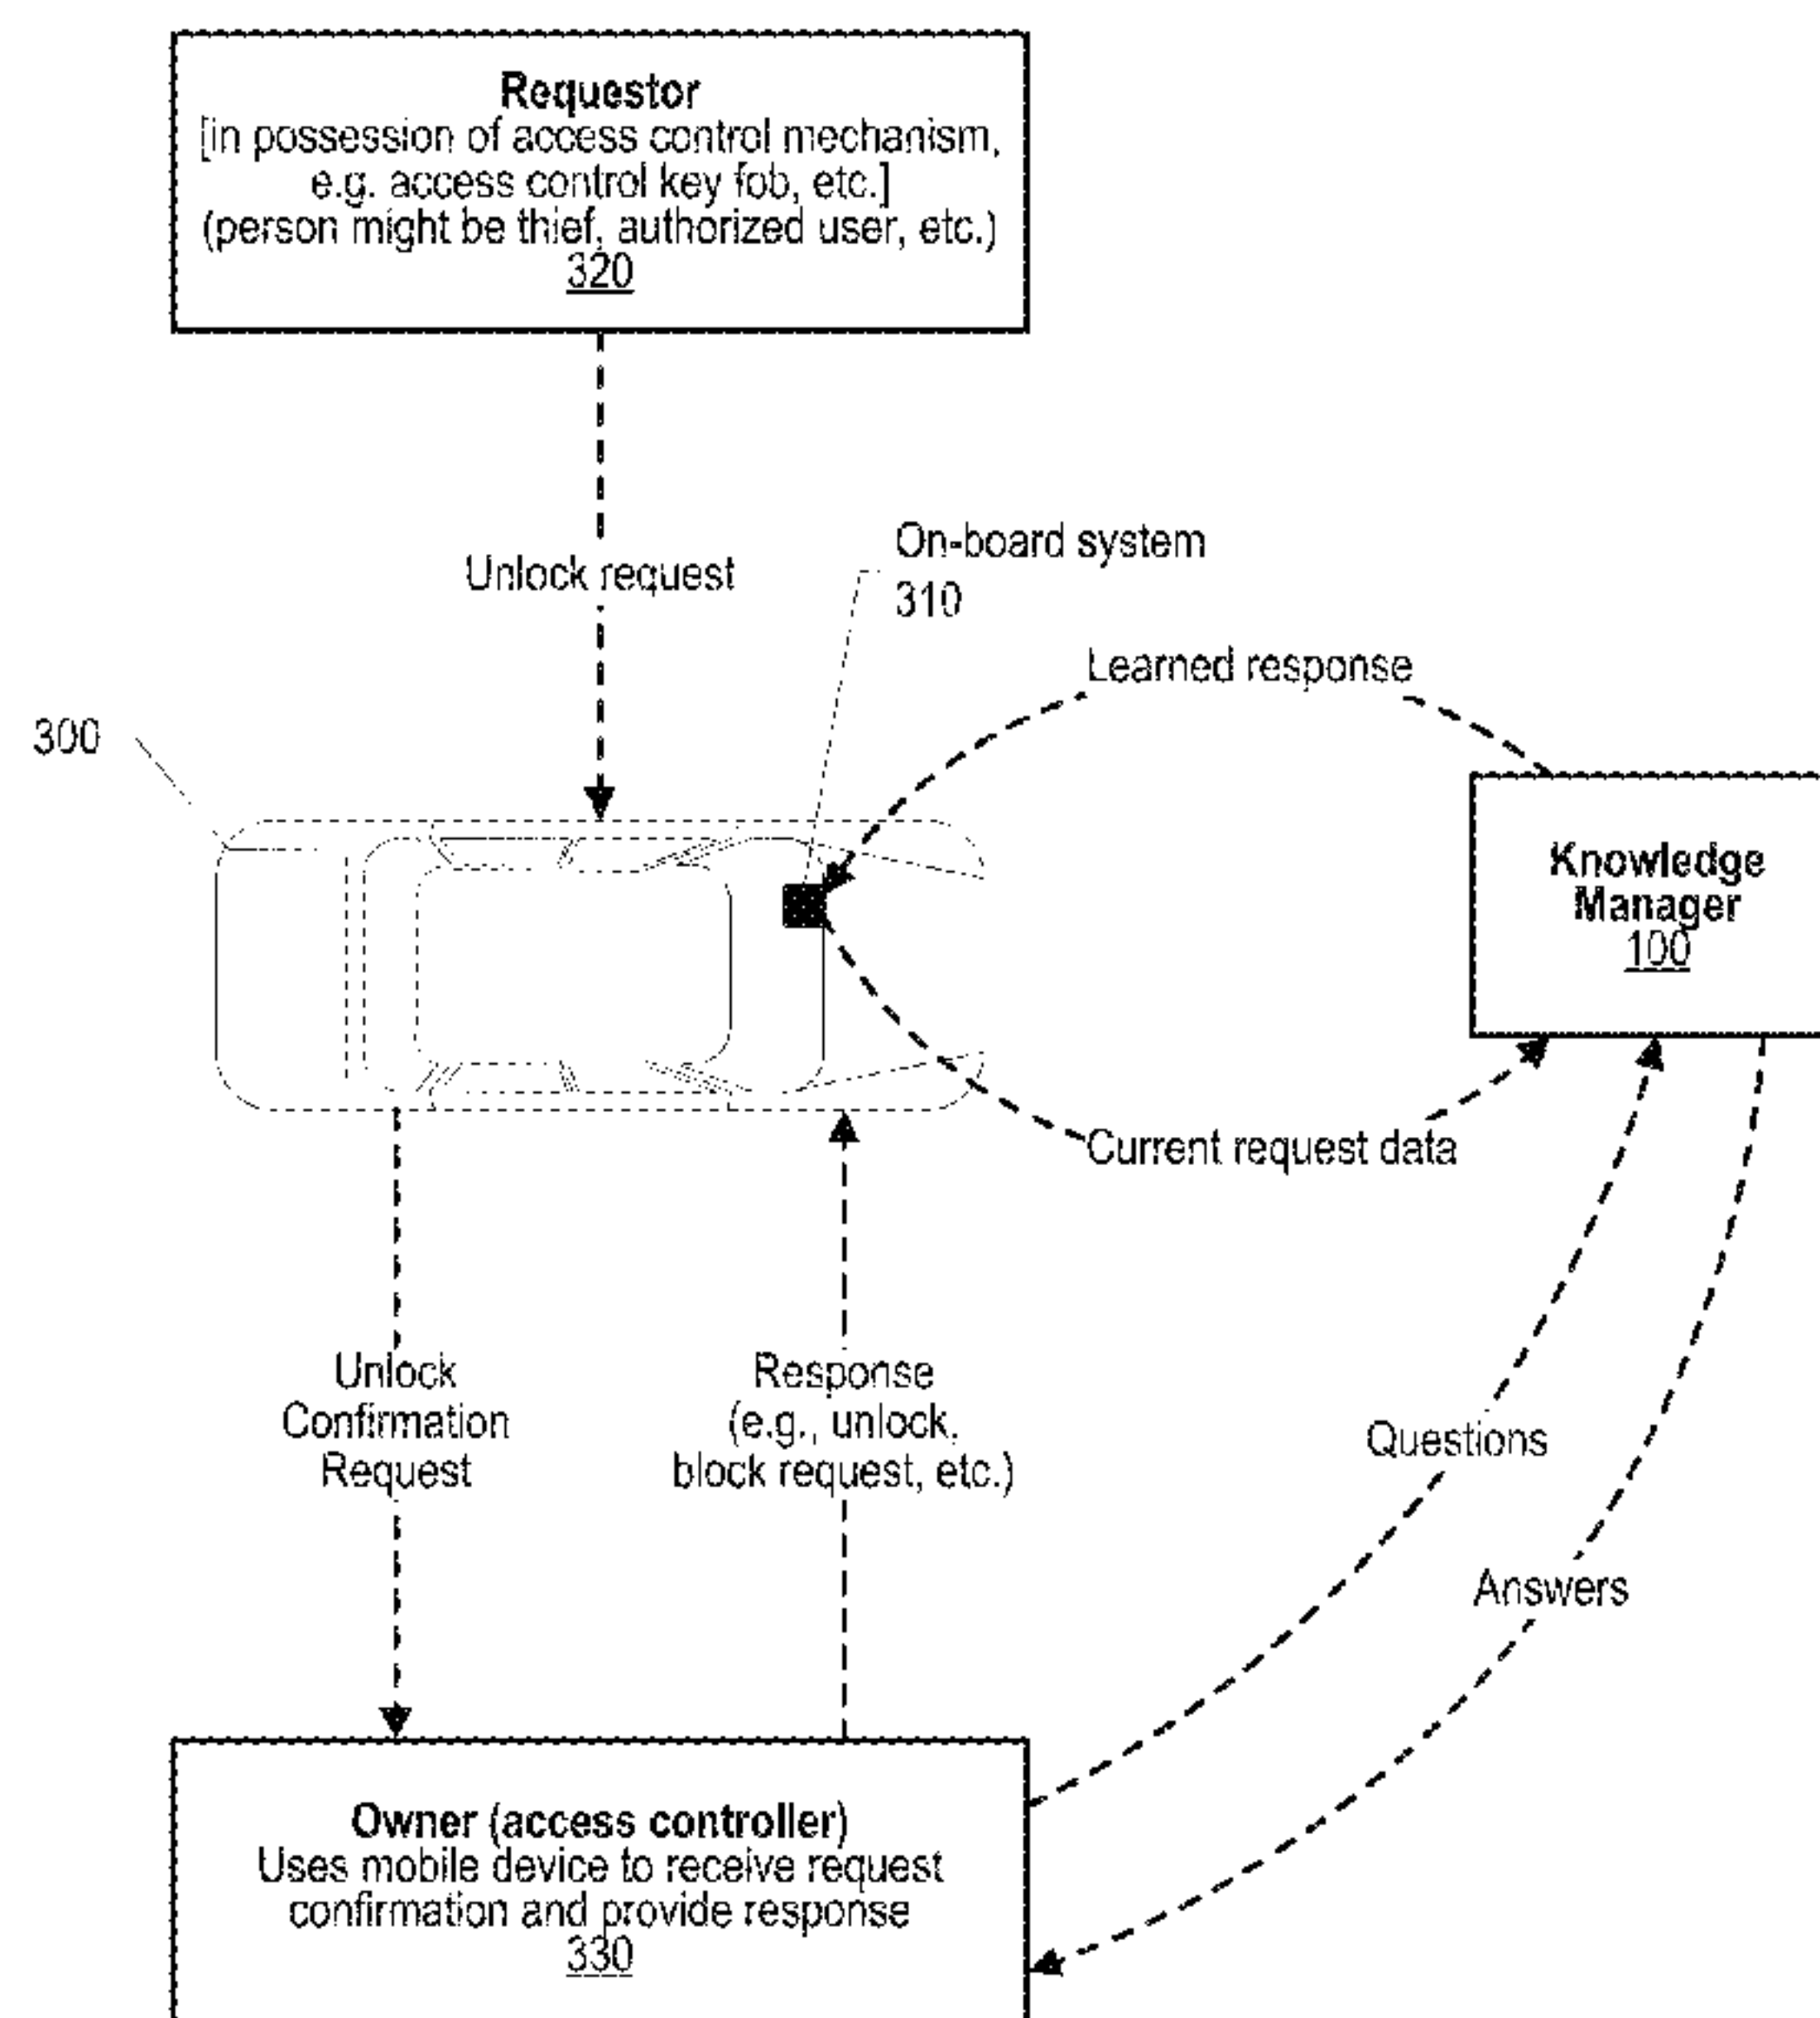 Requestor
[in possession of access control mechanism,
e.g. access control key fob, etc.]
(person might be thief, authorized user, etc.)
320
Unlock request
On-board system
310
Learned response
300
Knowledge
Manager
100
Current request data
Unlock
Confirmation
Request
Response
(e.g., unlock,
block request, etc.)
Questions
Answers
Owner (access controller)
Uses mobile device to receive request
confirmation and provide response
330